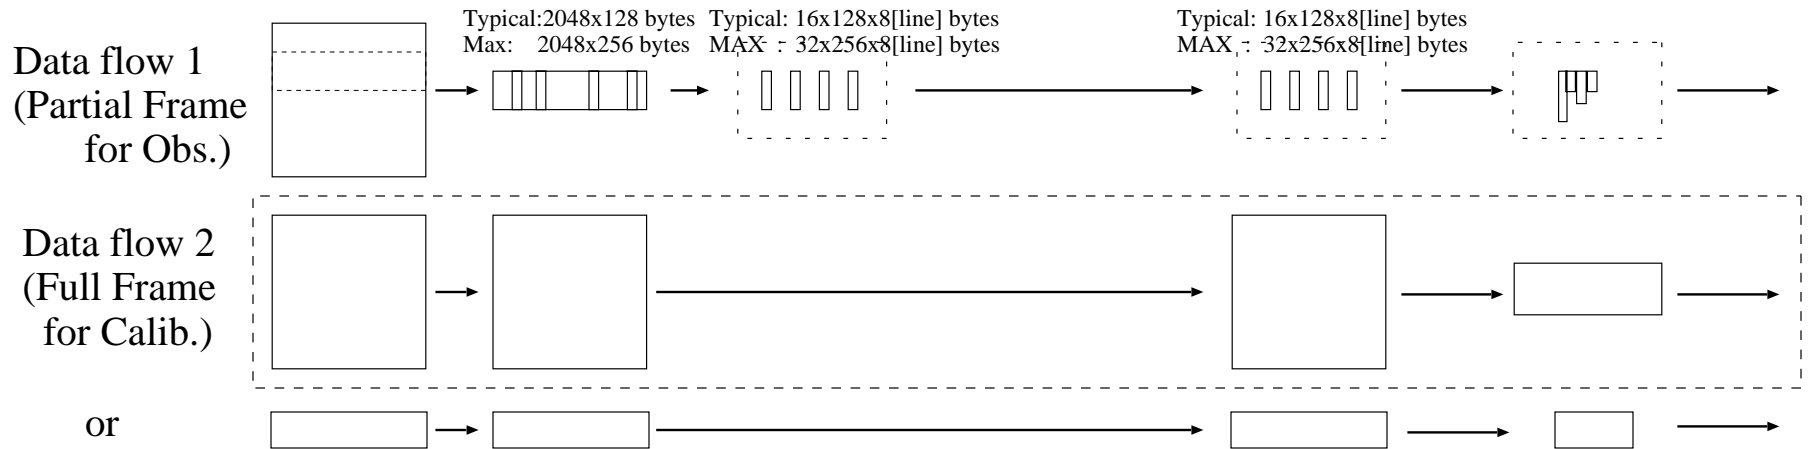 Typical:2048x128 bytes
Max: 2048x256 bytes
Typical: 16x128x8[line] bytes
MAX : 32x256x8[line] bytes
Typical: 16x128x8[line] bytes
MAX : 32x256x8[line] bytes
Data flow 1
(Partial Frame
for Obs.)
Data flow 2
(Full Frame
for Calib.)
or